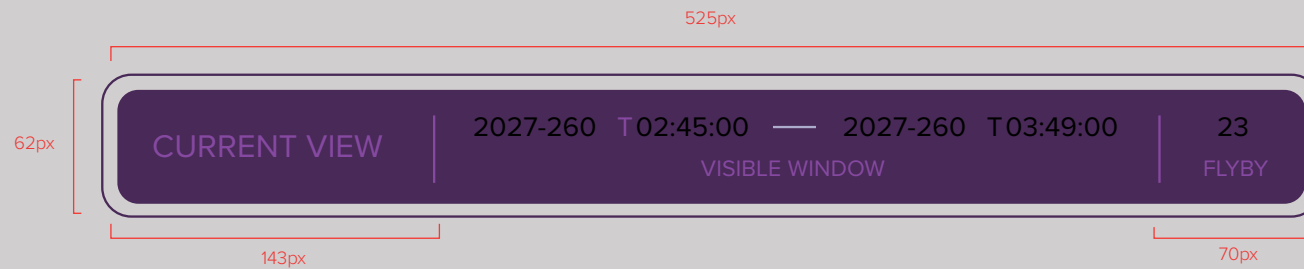 525px
62px
CURRENT VIEW
2027-260 T02:45:00 — 2027-260 T03:49:00
VISIBLE WINDOW
23
FLYBY
143px
70px